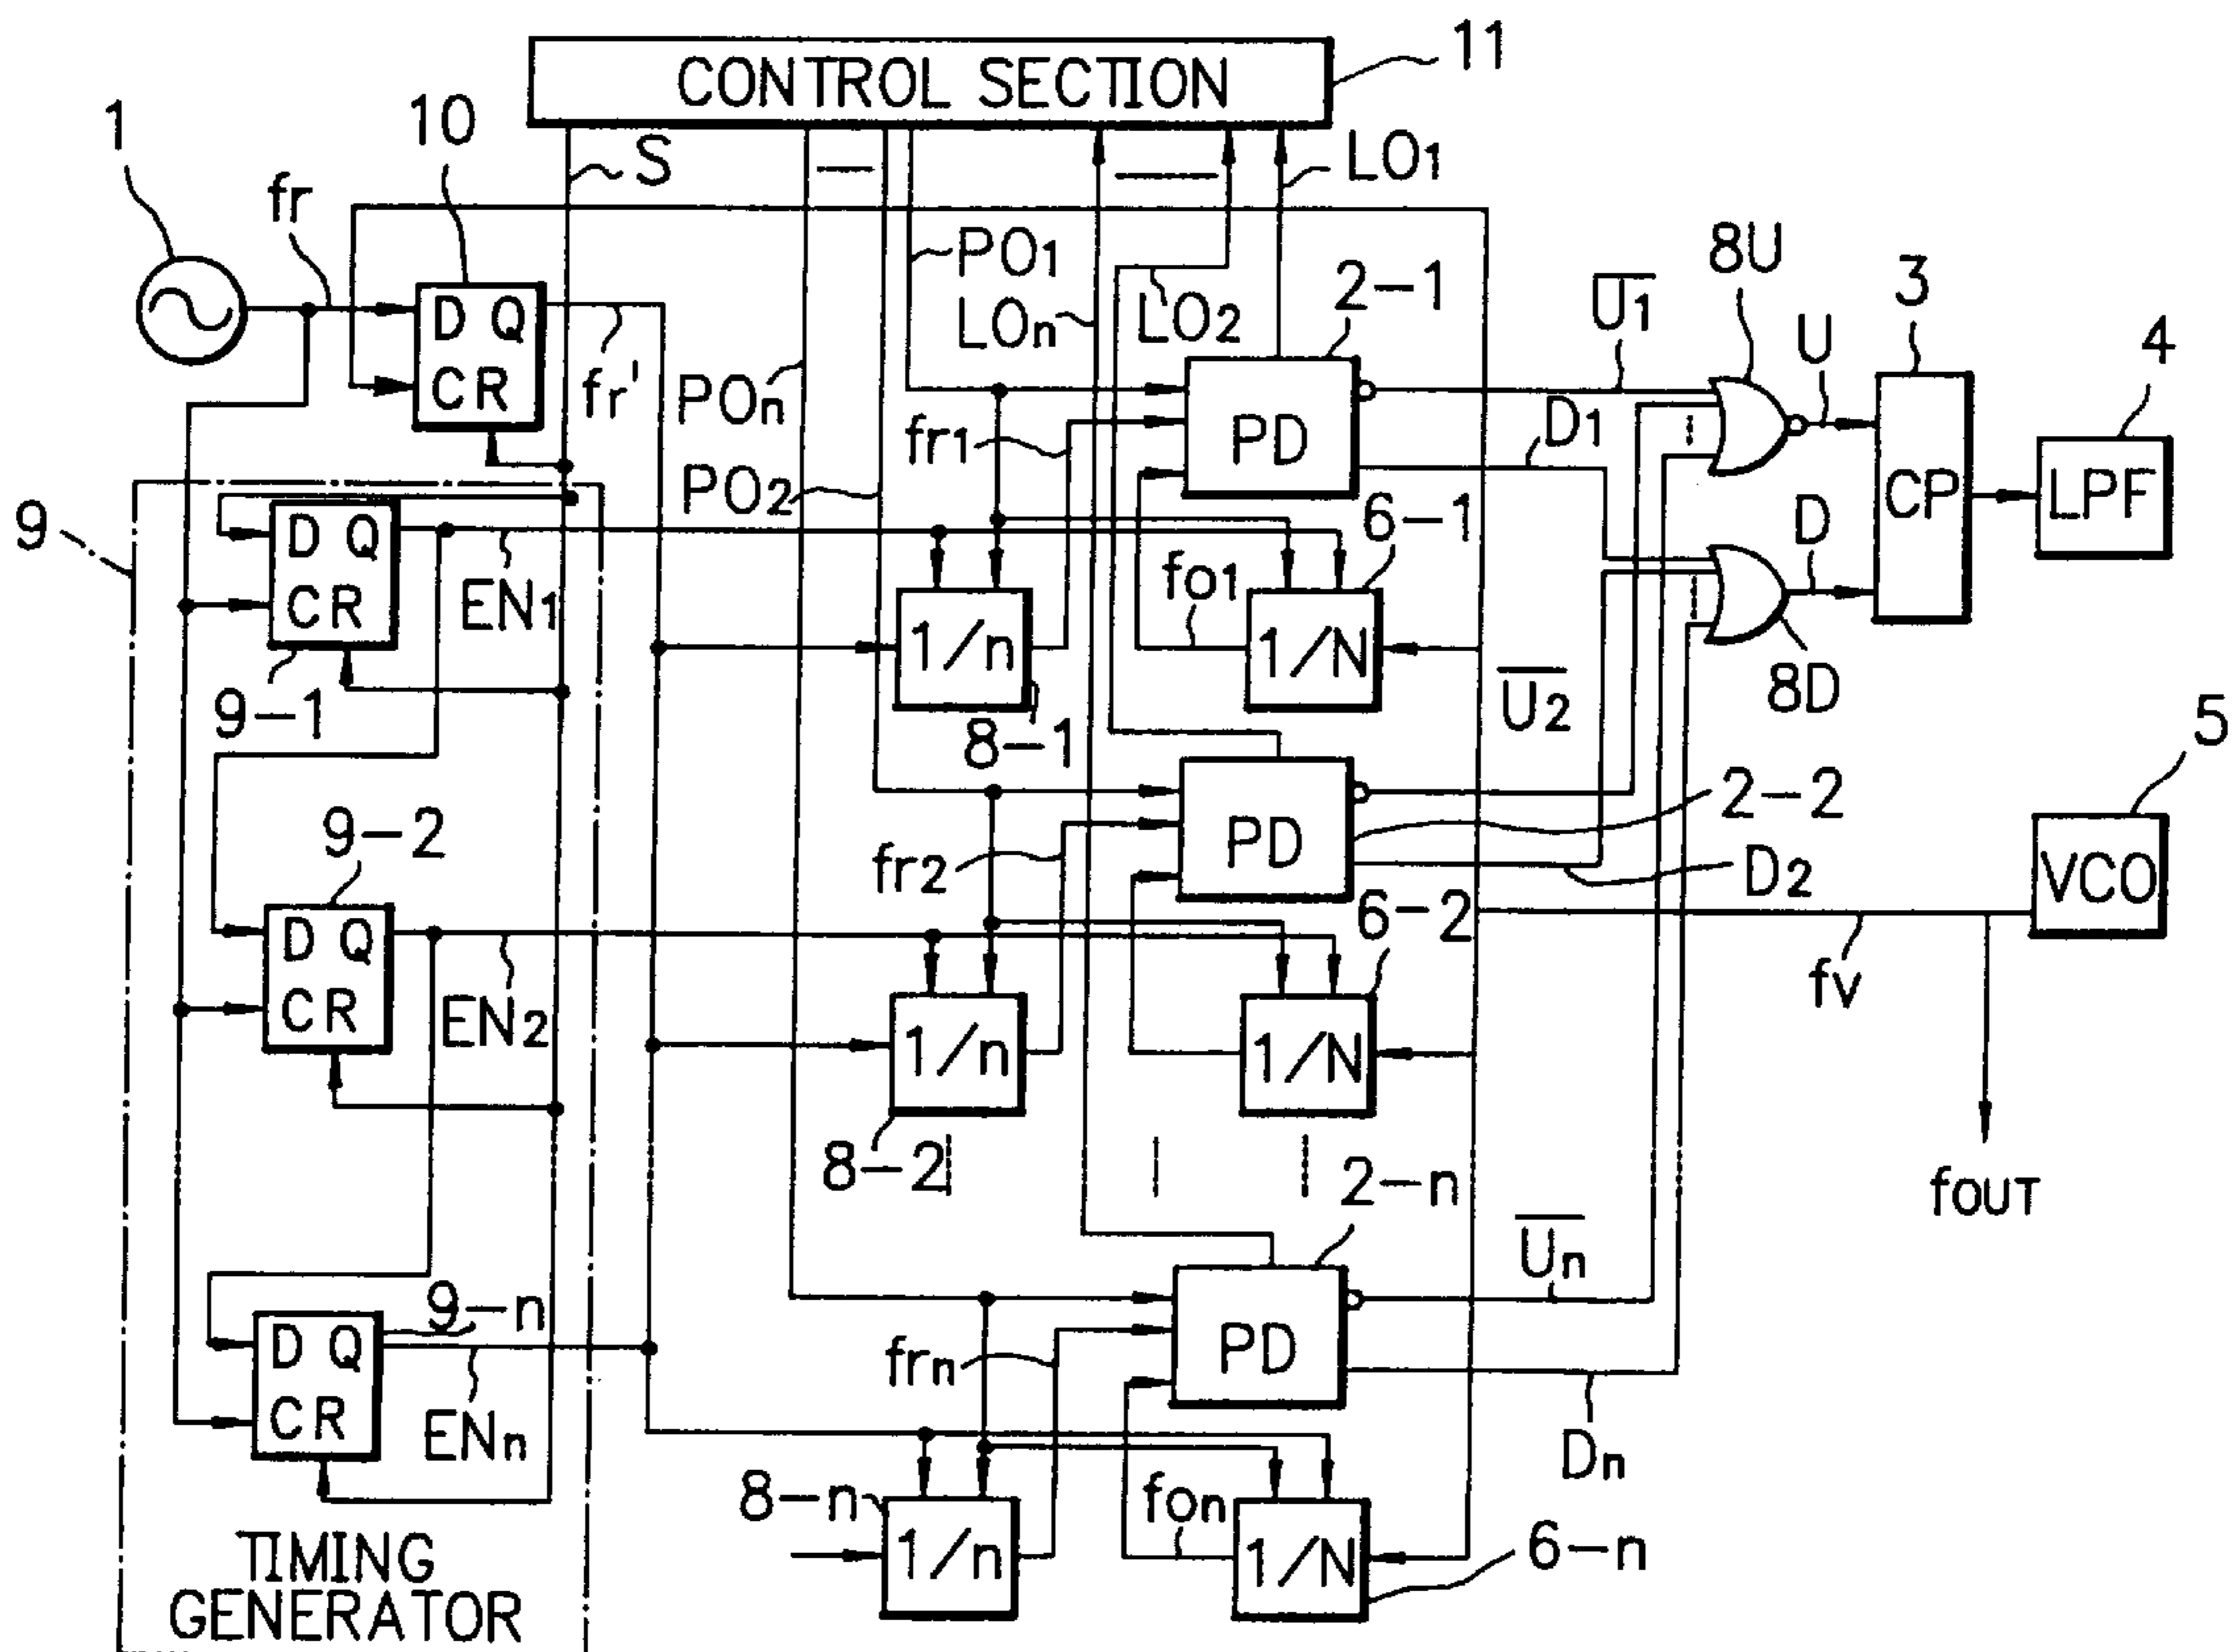 CONTROL SECTION
11
1
10
S
LO1
fr
PO1
2-1
U1
8U
3
D Q
LOn
LO2
U
4
CR
fr'
POn
fr1
PD
D1
CP
LPF
PO2
9
D Q
6-1
D
EN1
fo1
CR
1/n
1/N
8D
9-1
8-1
U2
5
9-2
2-2
fr2
PD
D2
VCO
D Q
6-2
fv
CR
EN2
1/n
1/N
8-2
2-n
fOUT
Un
9-n
D Q
frn
PD
CR
ENn
Dn
8-n
fon
1/n
1/N
6-n
TIMING
GENERATOR